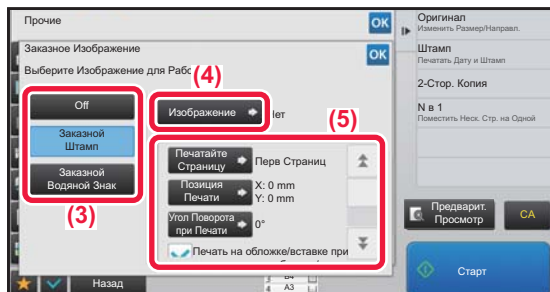 Прочие
OK
Заказное Изображение
OK
Выберите Изображение для Рабо
(4)
Off
Заказной
Штамп
Заказной
Водяной Знак
(3)
Изображение
Нет
(5)
Печатайте
Страницу
Перв Страниц
Позиция
Печати
X: 0 mm
Y: 0 mm
Угол Поворота
при Печати
0°
Печать на обложке/вставке при
Назад
B4
A3
4
Оригинал
Изменить Размер/Направл.
Штамп
Печатать Дату и Штамп
2-Стор. Копия
N в 1
Поместить Неск. Стр. на Одной
Предварит.
Просмотр
CA
Старт